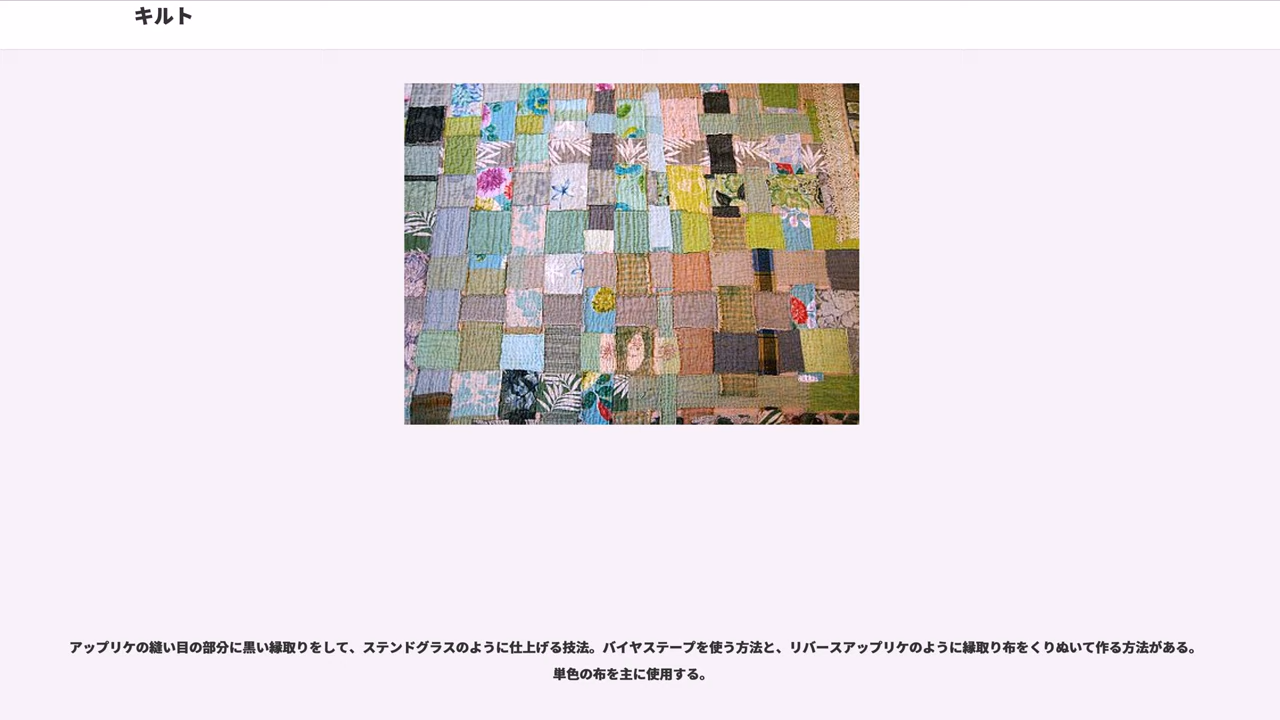 キルト
アップリケの縫い目の部分に黒い縁取りをして、ステンドグラスのように仕上げる技法。バイヤステープを使う方法と、リバースアップリケのように縁取り布をくりぬいて作る方法がある。
単色の布を主に使用する。